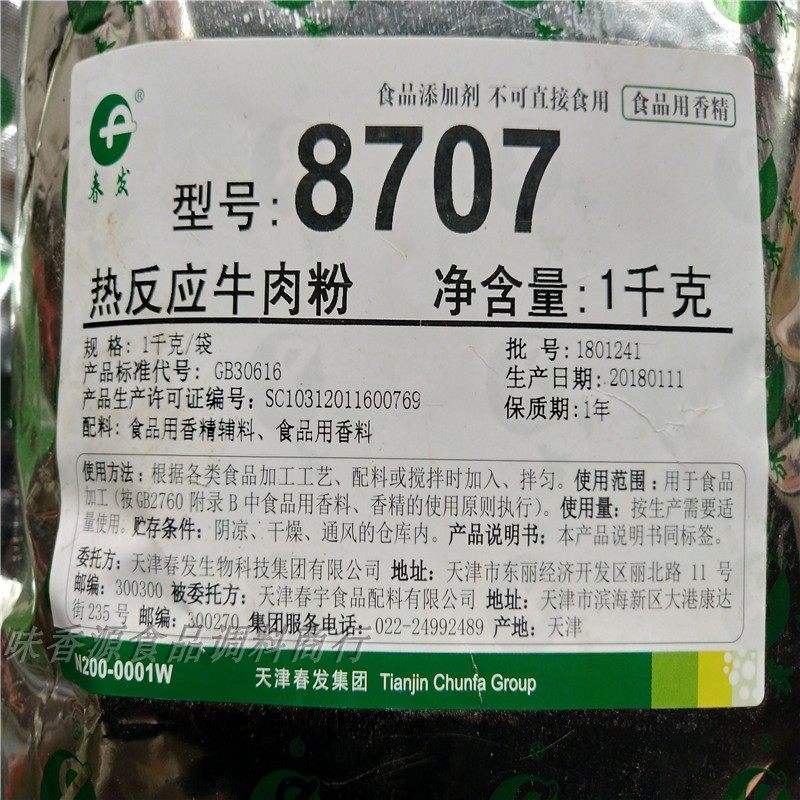 食品添加剂 不可直接食用 食品用香精
春发
型号: 8707
热反应牛肉粉 净含量: 1千克
规 格: 1千克/袋 批 号: 1801241
产品标准代号: GB30616 生产日期: 20180111
产品生产许可证编号: SC10312011600769 保质期: 1年
配料: 食品用香精辅料、食品用香料
使用方法: 根据各类食品加工工艺、配料或搅拌时加入、拌匀。使用范围: 用于食品
加工(按GB2760 附录 B 中食品用香料、香精的使用原则执行)。使用量: 按生产需要适
量使用。贮存条件: 阴凉、干燥、通风的仓库内。产品说明书: 本产品说明书同标签。
委托方: 天津春发生物科技集团有限公司 地址: 天津市东丽经济开发区丽北路 11 号
邮编: 300300 被委托方: 天津春宇食品配料有限公司 地址: 天津市滨海新区大港康达
街 235 号 邮编: 300270 集团服务电话: 022-24992489 产地: 天津
味香源食品调料商行
N200-0001W 天津春发集团 Tianjin Chunfa Group